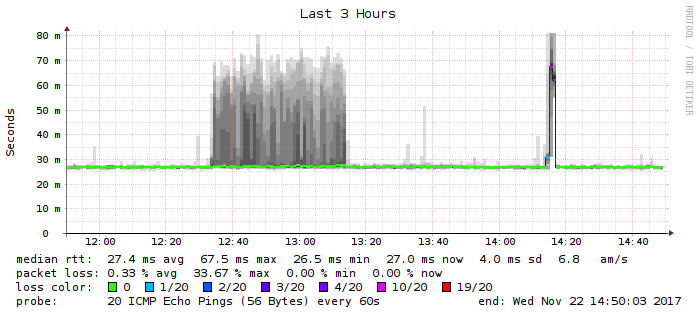 Last 3 Hours
RRDTOOL / TOBI OETIKER
Seconds
80 m
70 m
60 m
50 m
40 m
30 m
20 m
10 m
0
12:00 12:20 12:40 13:00 13:20 13:40 14:00 14:20 14:40
median rtt: 27.4 ms avg 67.5 ms max 26.5 ms min 27.0 ms now 4.0 ms sd 6.8 am/s
packet loss: 0.33 % avg 33.67 % max 0.00 % min 0.00 % now
loss color: 0 1/20 2/20 3/20 4/20 10/20 19/20
probe: 20 ICMP Echo Pings (56 Bytes) every 60s end: Wed Nov 22 14:50:03 2017